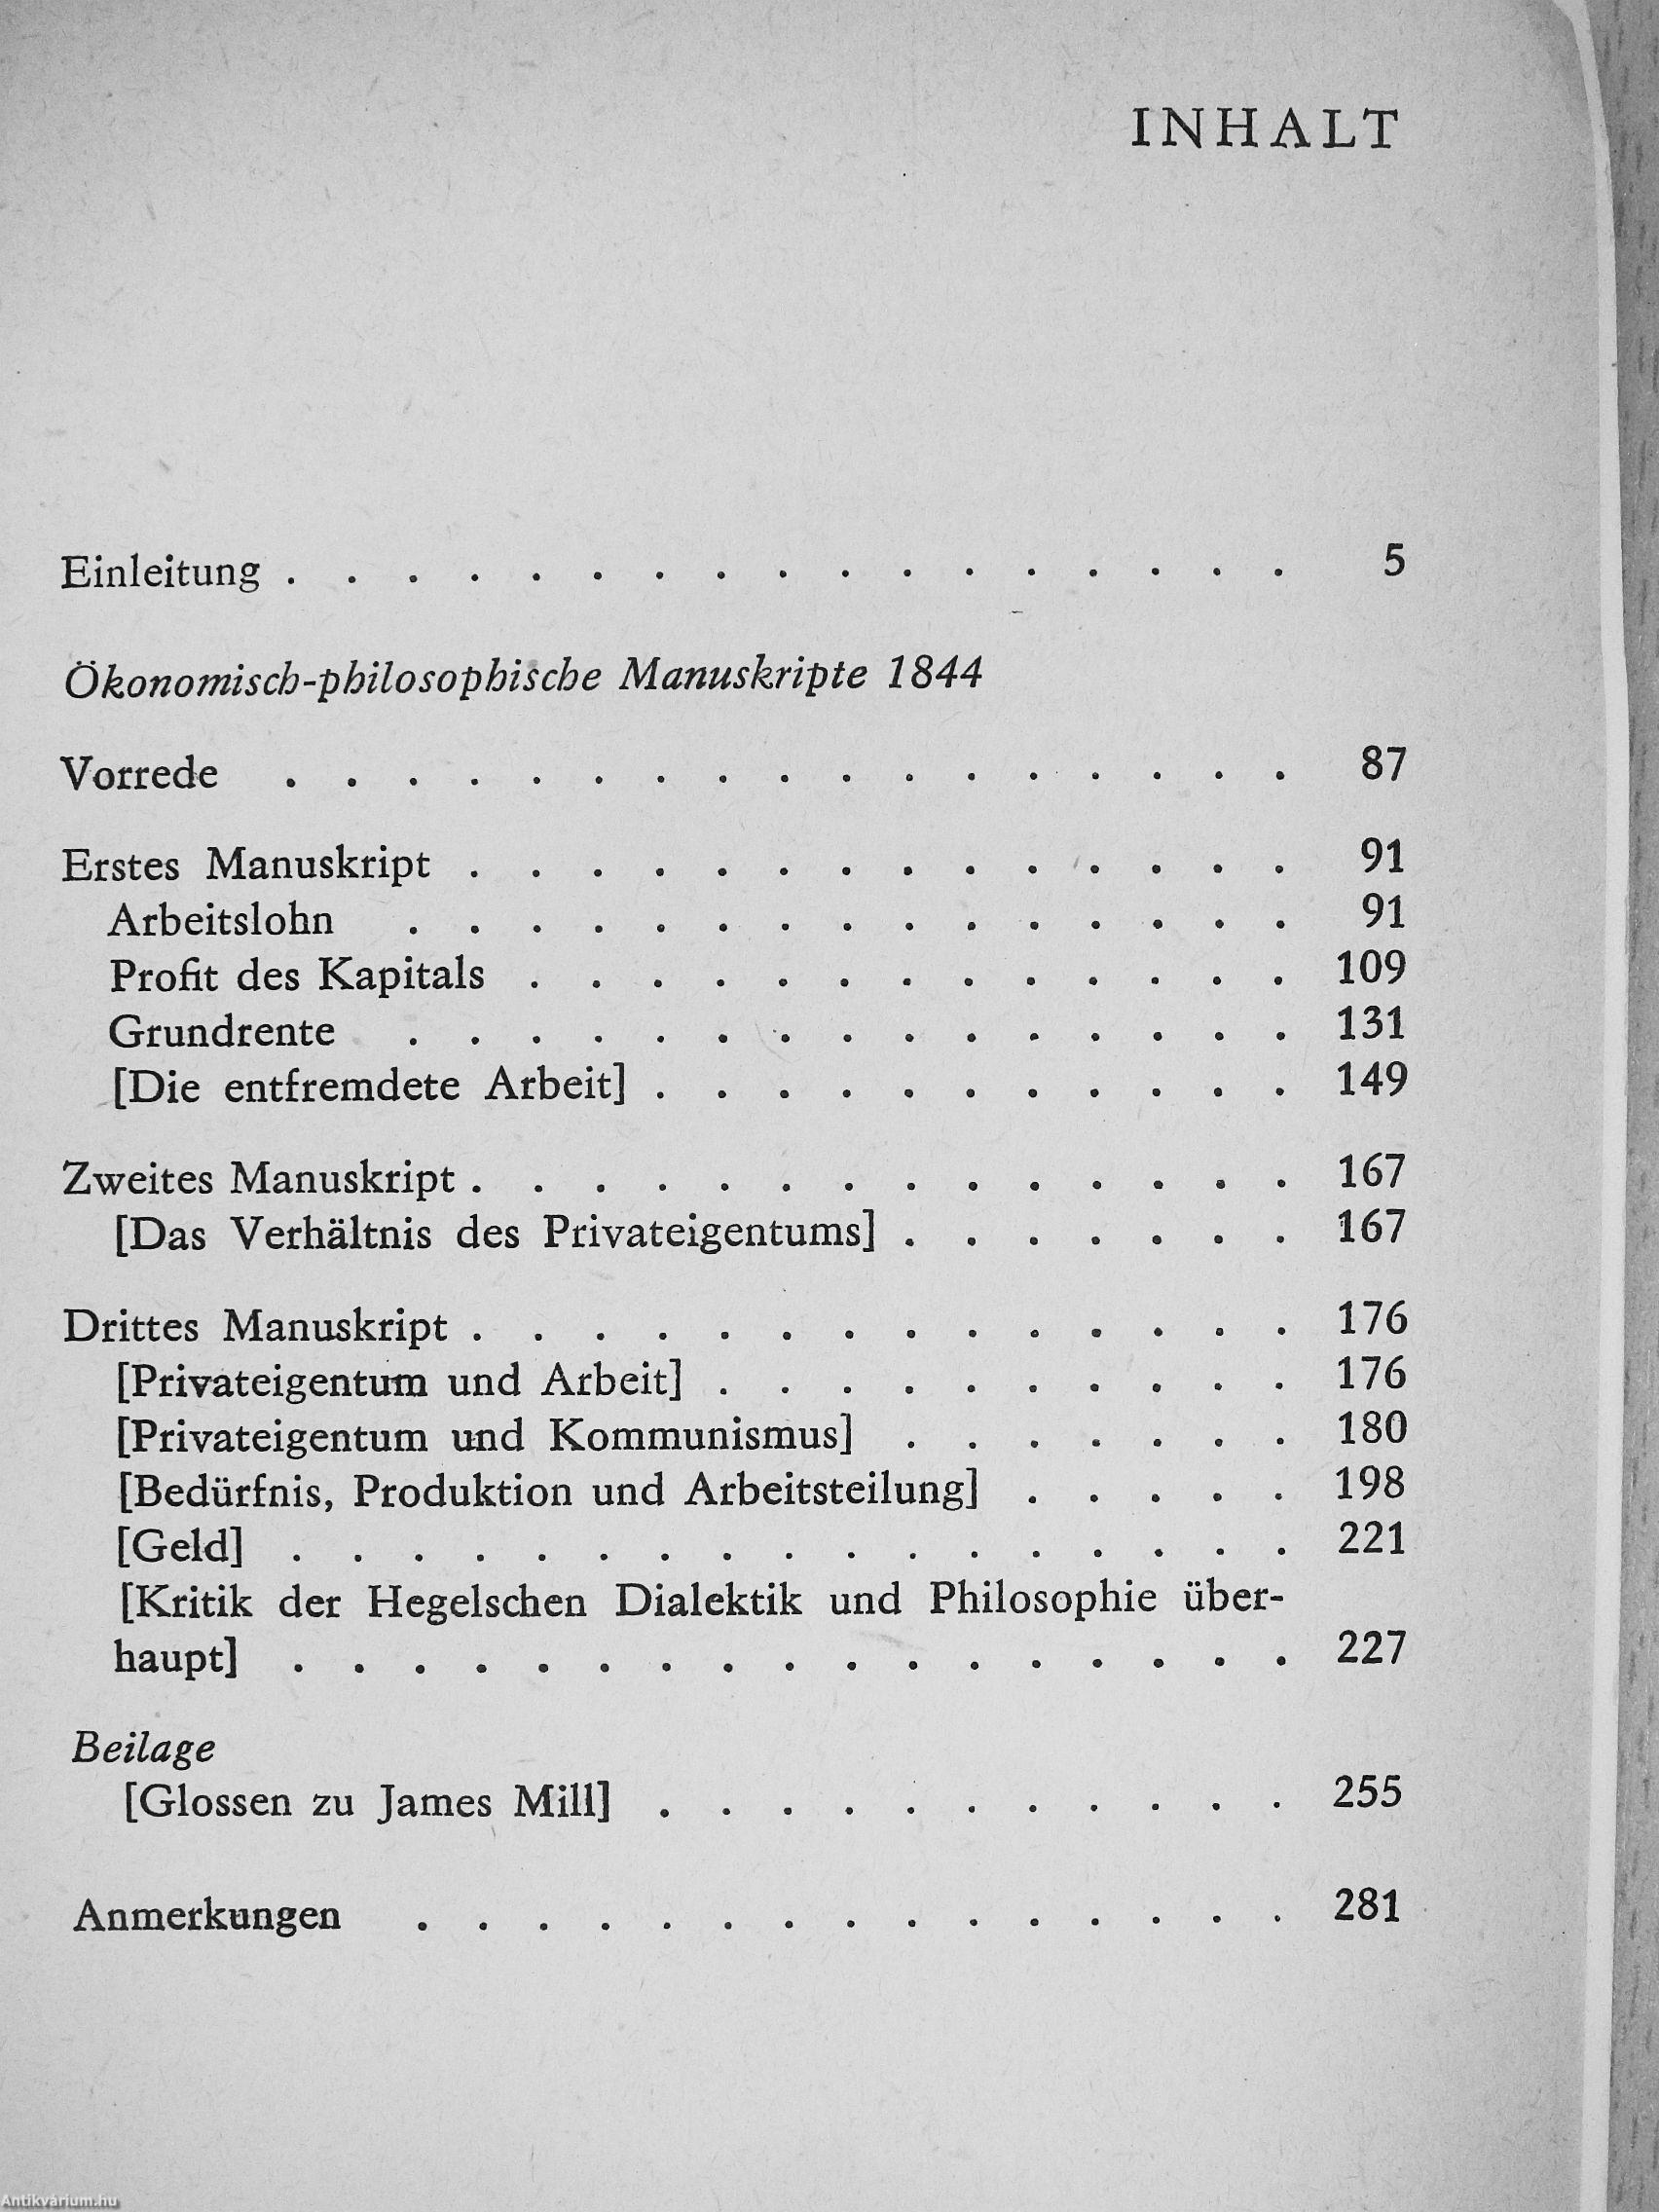 INHALT
Einleitung . . . . . . . . . . . . . . . . . 5
Ökonomisch-philosophische Manuskripte 1844
Vorrede . . . . . . . . . . . . . . . . . 87
Erstes Manuskript . . . . . . . . . . . . . . 91
Arbeitslohn . . . . . . . . . . . . . . . 91
Profit des Kapitals . . . . . . . . . . . . . 109
Grundrente . . . . . . . . . . . . . . . 131
[Die entfremdete Arbeit] . . . . . . . . . . . 149
Zweites Manuskript . . . . . . . . . . . . . . 167
[Das Verhältnis des Privateigentums] . . . . . . . 167
Drittes Manuskript . . . . . . . . . . . . . . 176
[Privateigentum und Arbeit] . . . . . . . . . . 176
[Privateigentum und Kommunismus] . . . . . . . 180
[Bedürfnis, Produktion und Arbeitsteilung] . . . . . 198
[Geld] . . . . . . . . . . . . . . . . . 221
[Kritik der Hegelschen Dialektik und Philosophie über-
haupt] . . . . . . . . . . . . . . . . . 227
Beilage
[Glossen zu James Mill] . . . . . . . . . . . 255
Anmerkungen . . . . . . . . . . . . . . . 281
Antikvárium.hu